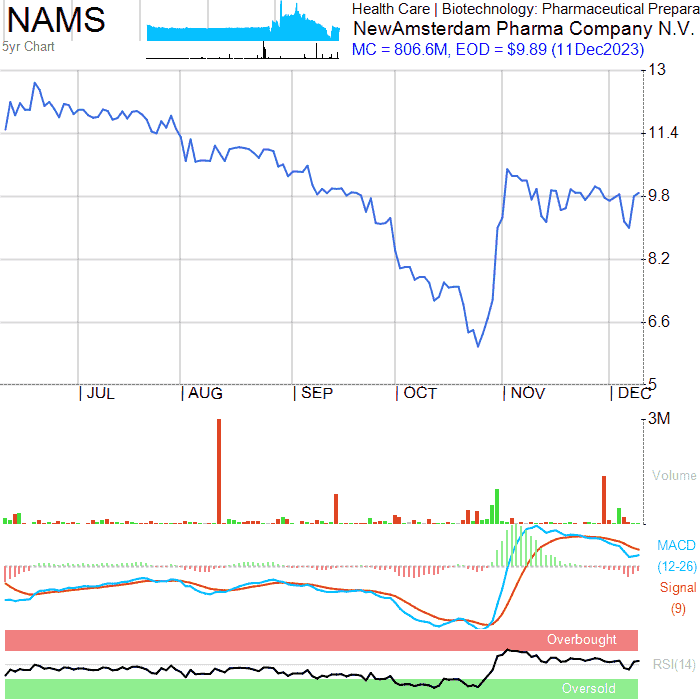 NAMS
5yr Chart
Health Care | Biotechnology: Pharmaceutical Prepara
NewAmsterdam Pharma Company N.V.
MC = 806.6M, EOD = $9.89 (11Dec2023)
13
11.4
9.8
8.2
6.6
5
| JUL | AUG | SEP | OCT | NOV | DEC
3M
Volume
MACD
(12-26)
Signal
(9)
Overbought
RSI(14)
Oversold